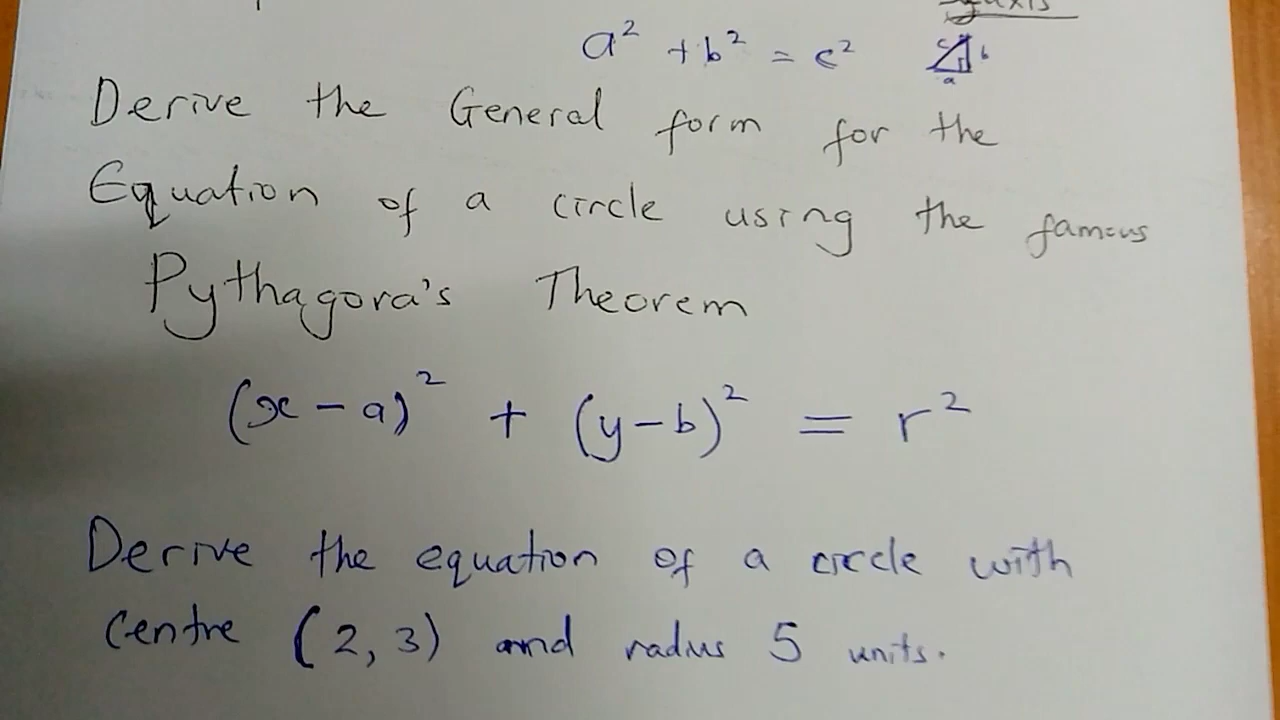 axis
a² + b² = c²
c b
a
Derive the General form for the
Equation of a circle using the famous
Pythagora's Theorem
(x - a)² + (y - b)² = r²
Derive the equation of a circle with
Centre (2, 3) and radius 5 units.